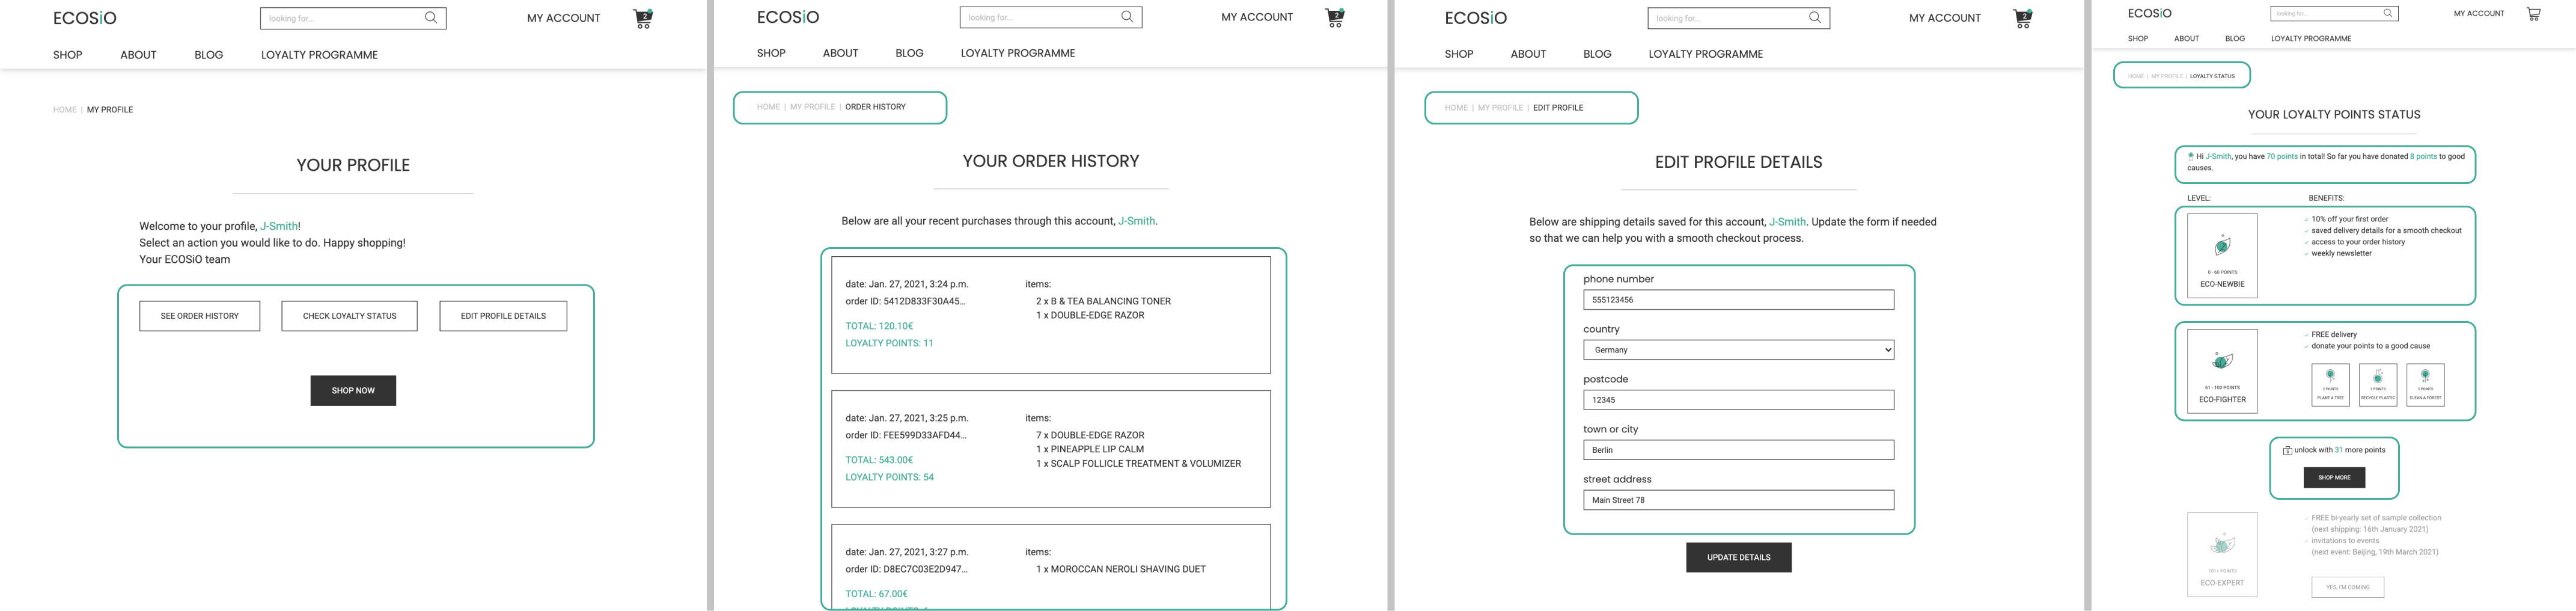 ECOSiO
looking for...
MY ACCOUNT
2
SHOP
ABOUT
BLOG
LOYALTY PROGRAMME
HOME | MY PROFILE
YOUR PROFILE
Welcome to your profile, J-Smith!
Select an action you would like to do. Happy shopping!
Your ECOSiO team
SEE ORDER HISTORY
CHECK LOYALTY STATUS
EDIT PROFILE DETAILS
SHOP NOW
ECOSiO
looking for...
MY ACCOUNT
2
SHOP
ABOUT
BLOG
LOYALTY PROGRAMME
HOME | MY PROFILE | ORDER HISTORY
YOUR ORDER HISTORY
Below are all your recent purchases through this account, J-Smith.
date: Jan. 27, 2021, 3:24 p.m.
order ID: 5412D833F30A45...
TOTAL: 120.10€
LOYALTY POINTS: 11
items:
2 x B & TEA BALANCING TONER
1 x DOUBLE-EDGE RAZOR
date: Jan. 27, 2021, 3:25 p.m.
order ID: FEE599D33AFD44...
TOTAL: 543.00€
LOYALTY POINTS: 54
items:
7 x DOUBLE-EDGE RAZOR
1 x PINEAPPLE LIP CALM
1 x SCALP FOLLICLE TREATMENT & VOLUMIZER
date: Jan. 27, 2021, 3:27 p.m.
order ID: D8EC7C03E2D947...
TOTAL: 67.00€
items:
1 x MOROCCAN NEROLI SHAVING DUET
ECOSiO
looking for...
MY ACCOUNT
2
SHOP
ABOUT
BLOG
LOYALTY PROGRAMME
HOME | MY PROFILE | EDIT PROFILE
EDIT PROFILE DETAILS
Below are shipping details saved for this account, J-Smith. Update the form if needed
so that we can help you with a smooth checkout process.
phone number
555123456
country
Germany
postcode
12345
town or city
Berlin
street address
Main Street 78
UPDATE DETAILS
ECOSiO
looking for...
MY ACCOUNT
SHOP
ABOUT
BLOG
LOYALTY PROGRAMME
HOME | MY PROFILE | LOYALTY STATUS
YOUR LOYALTY POINTS STATUS
Hi J-Smith, you have 70 points in total! So far you have donated 8 points to good
causes.
LEVEL:
BENEFITS:
0 - 60 POINTS
ECO-NEWBIE
10% off your first order
saved delivery details for a smooth checkout
access to your order history
weekly newsletter
61 - 100 POINTS
ECO-FIGHTER
FREE delivery
donate your points to a good cause
POINTS
PLANT A TREE
POINTS
RECYCLE PLASTIC
POINTS
CLEAN A FOREST
unlock with 31 more points
SHOP MORE
101+ POINTS
ECO-EXPERT
FREE bi-yearly set of sample collection
(next shipping: 16th January 2021)
invitations to events
(next event: Beijing, 19th March 2021)
YES, I'M COMING